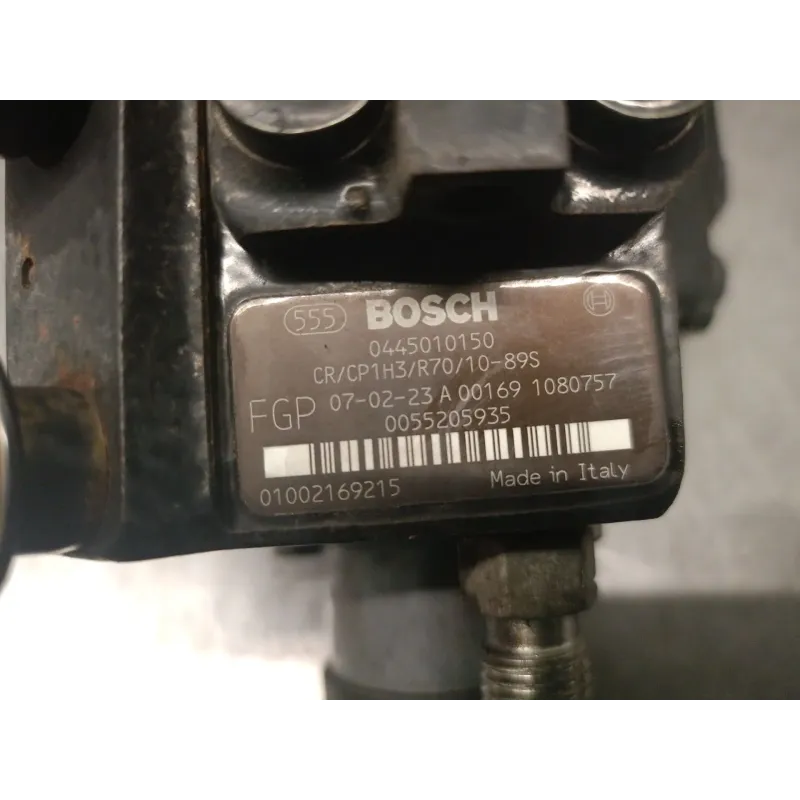 555 BOSCH
0445010150
CR/CP1H3/R70/10-89S
FGP 07-02-23 A 00169 1080757
0055205935
01002169215 Made in Italy